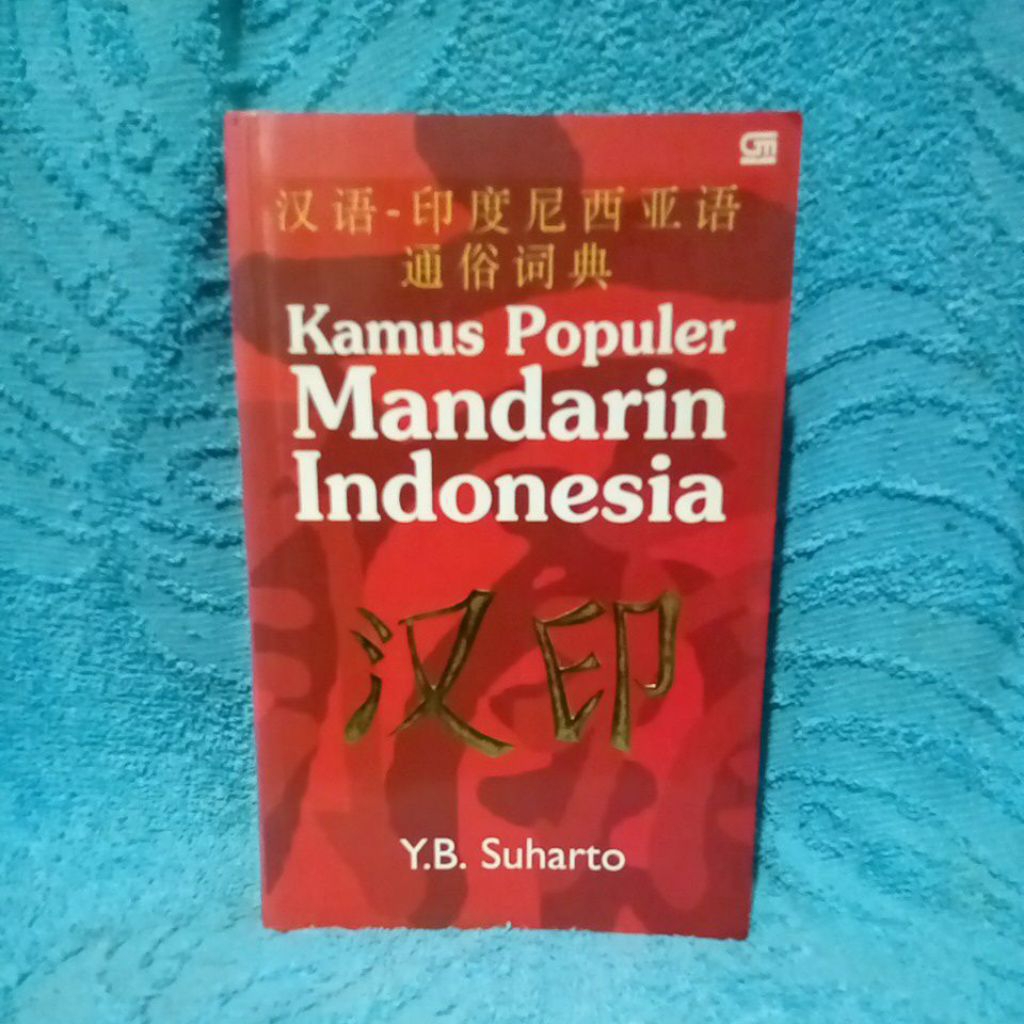 汉语-印度尼西亚语
通俗词典
Kamus Populer
Mandarin
Indonesia
汉印
Y.B. Suharto